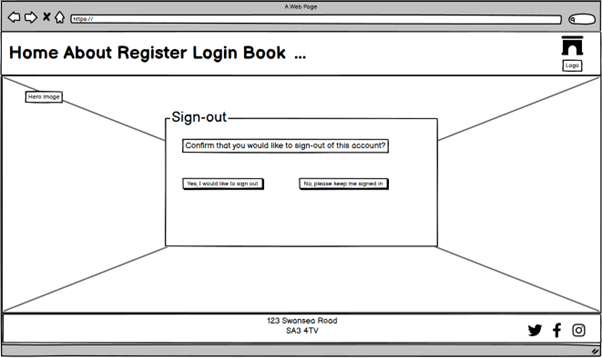 A Web Page
https://
Home About Register Login Book ...
Logo
Hero Image
Sign-out
Confirm that you would like to sign-out of this account?
Yes, I would like to sign out
No, please keep me signed in
123 Swansea Road
SA3 4TV